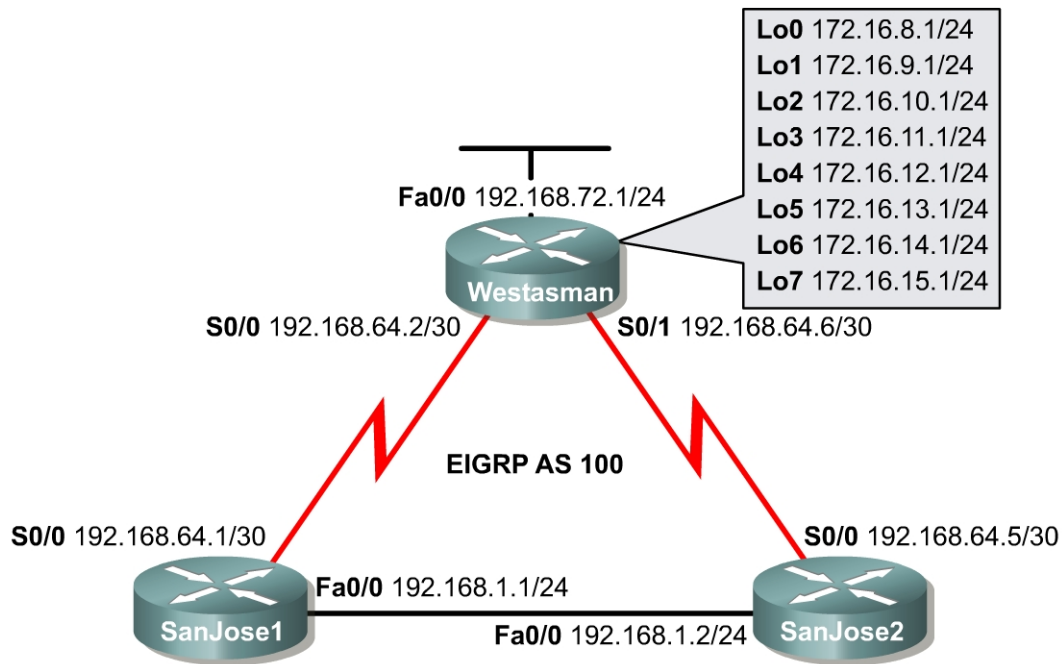 Lo0 172.16.8.1/24
Lo1 172.16.9.1/24
Lo2 172.16.10.1/24
Lo3 172.16.11.1/24
Lo4 172.16.12.1/24
Lo5 172.16.13.1/24
Lo6 172.16.14.1/24
Lo7 172.16.15.1/24
Fa0/0 192.168.72.1/24
Westasman
S0/0 192.168.64.2/30
S0/1 192.168.64.6/30
EIGRP AS 100
S0/0 192.168.64.1/30
S0/0 192.168.64.5/30
Fa0/0 192.168.1.1/24
SanJose1
Fa0/0 192.168.1.2/24
SanJose2